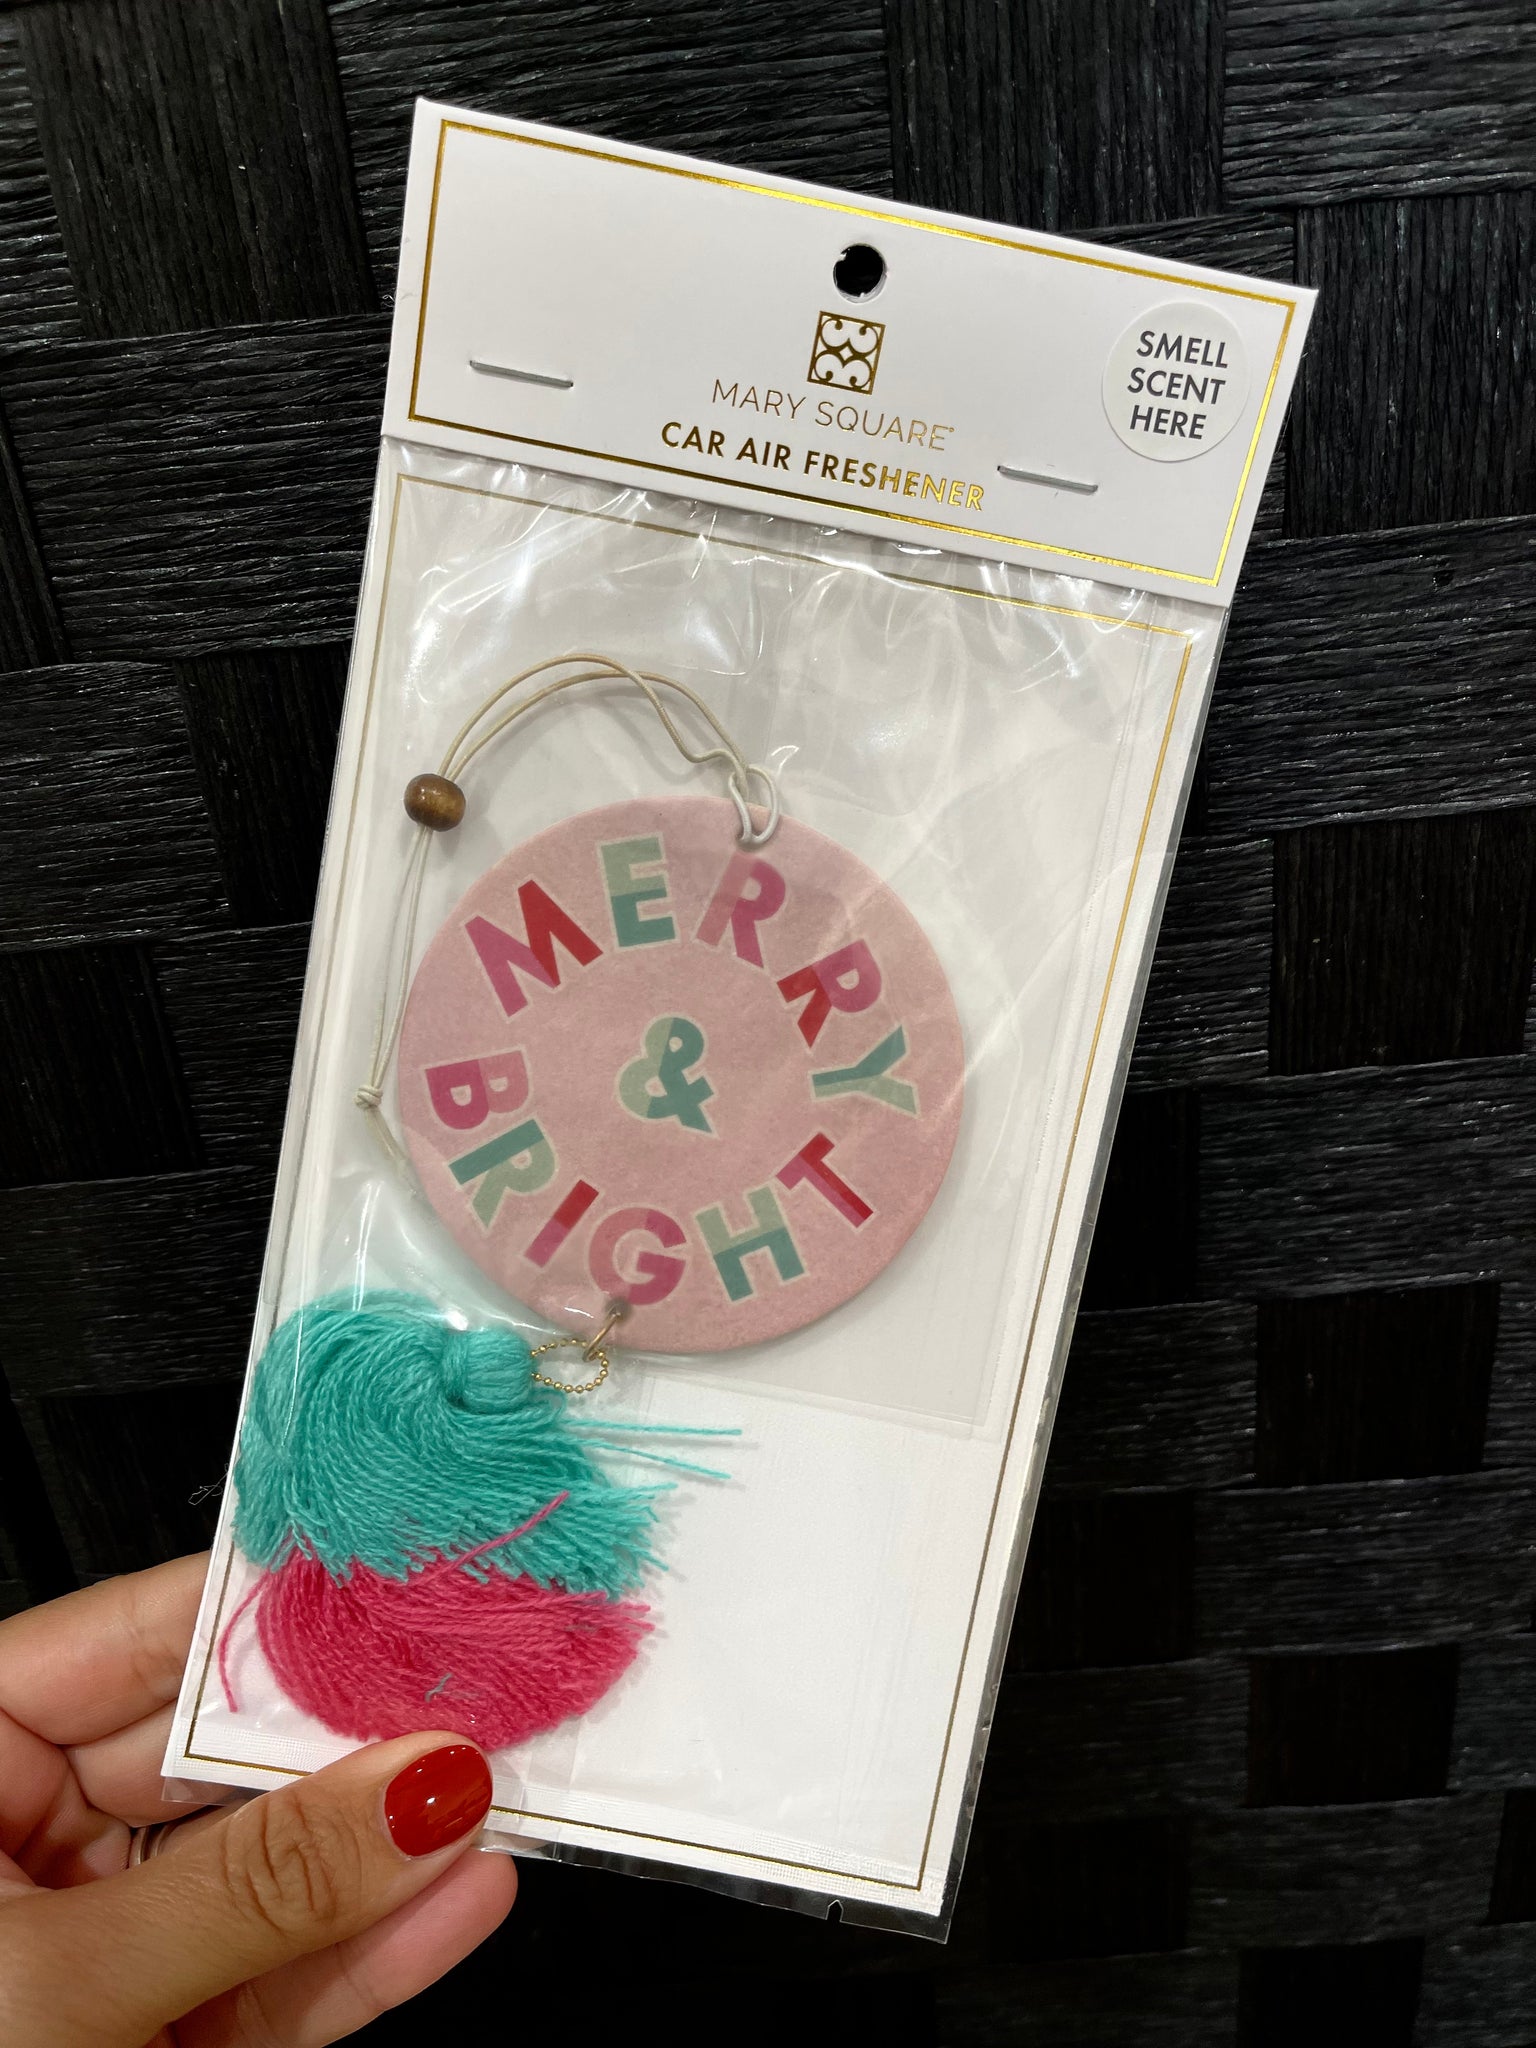 MARY SQUARE
CAR AIR FRESHENER
SMELL
SCENT
HERE
MERRY
&
BRIGHT